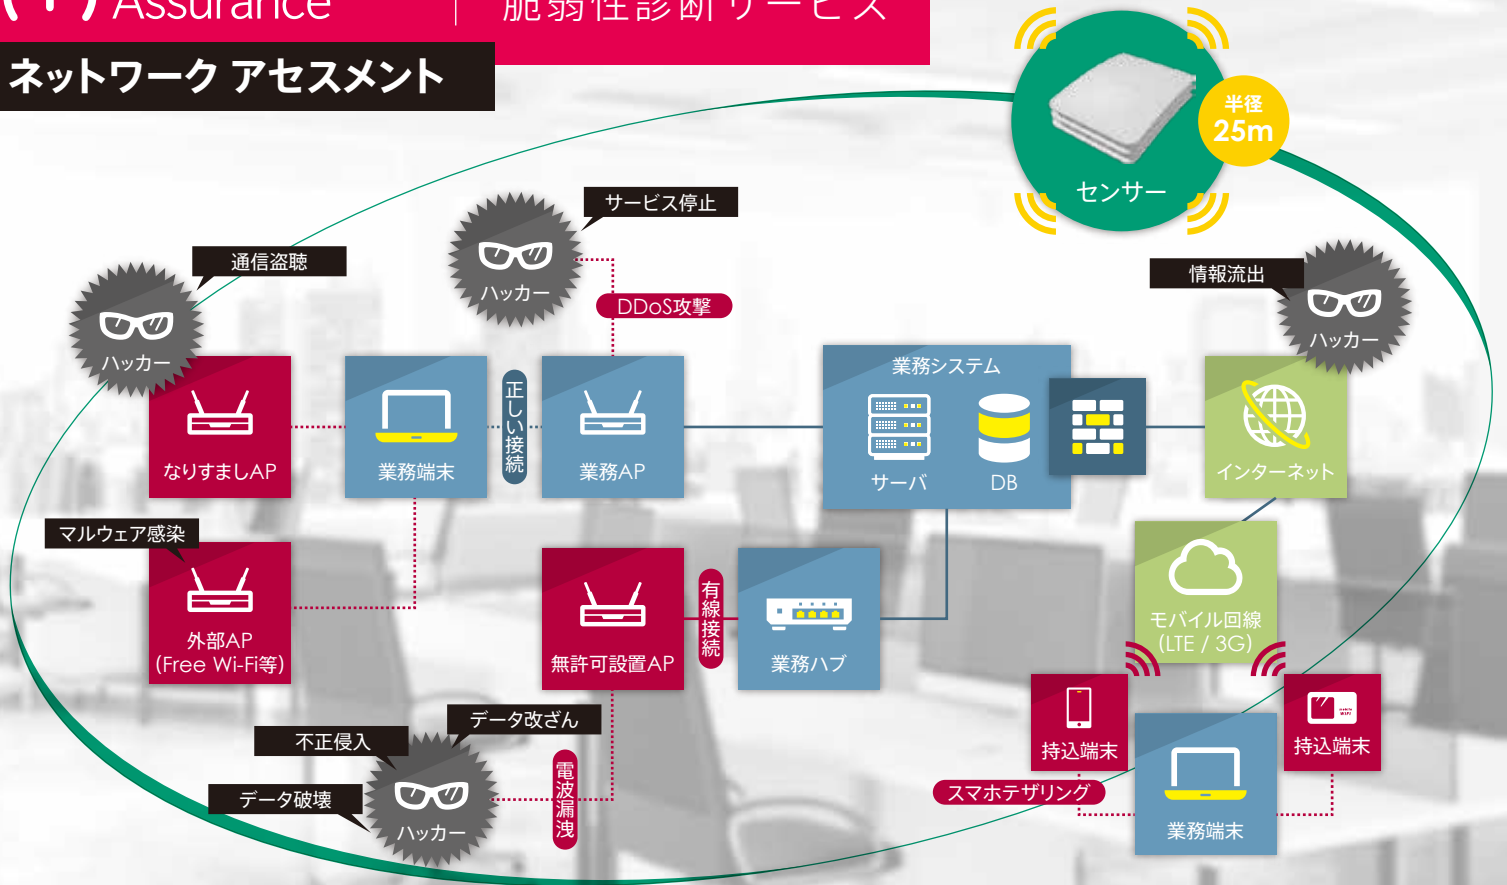 Assurance
脆弱性診断サービス
ネットワーク アセスメント
半径
25m
センサー
サービス停止
通信盗聴
ハッカー
DDoS攻撃
情報流出
ハッカー
ハッカー
なりすましAP
業務端末
正しい接続
業務AP
業務システム
サーバ
DB
インターネット
マルウェア感染
外部AP
(Free Wi-Fi等)
無許可設置AP
有線接続
業務ハブ
モバイル回線
(LTE / 3G)
データ改ざん
不正侵入
データ破壊
ハッカー
電波漏洩
持込端末
スマホテザリング
業務端末
持込端末